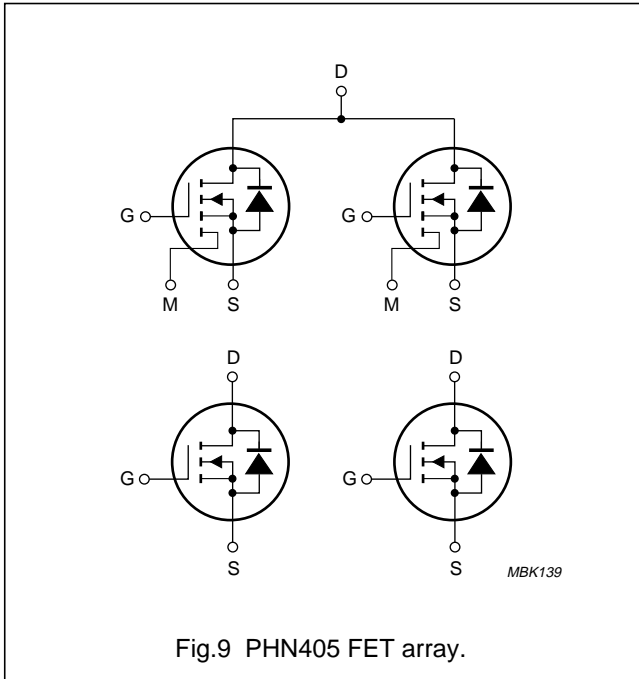 D
G G
M S M S
D D
G G
S S
MBK139
Fig.9 PHN405 FET array.